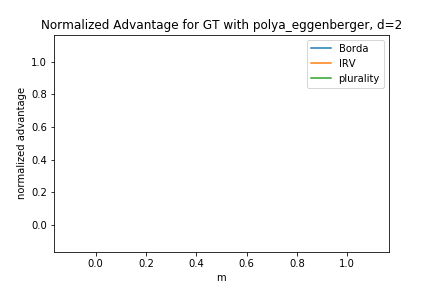 Normalized Advantage for GT with polya_eggenberger, d=2
Borda
IRV
plurality
normalized advantage
1.0
0.8
0.6
0.4
0.2
0.0
0.0 0.2 0.4 0.6 0.8 1.0
m